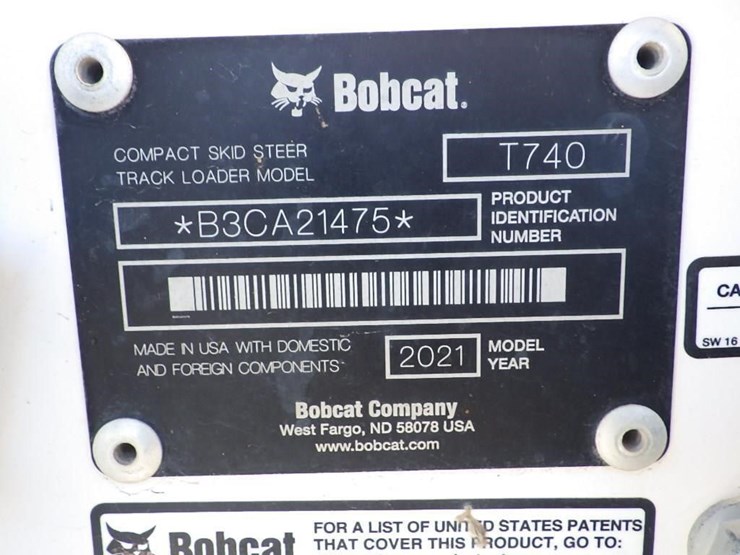 Bobcat.
COMPACT SKID STEER
TRACK LOADER MODEL
T740
*B3CA21475*
PRODUCT
IDENTIFICATION
NUMBER
MADE IN USA WITH DOMESTIC
AND FOREIGN COMPONENTS
2021
MODEL
YEAR
Bobcat Company
West Fargo, ND 58078 USA
www.bobcat.com
CA
SW 16
Bobcat
FOR A LIST OF UNITED STATES PATENTS
THAT COVER THIS PRODUCT, GO TO: